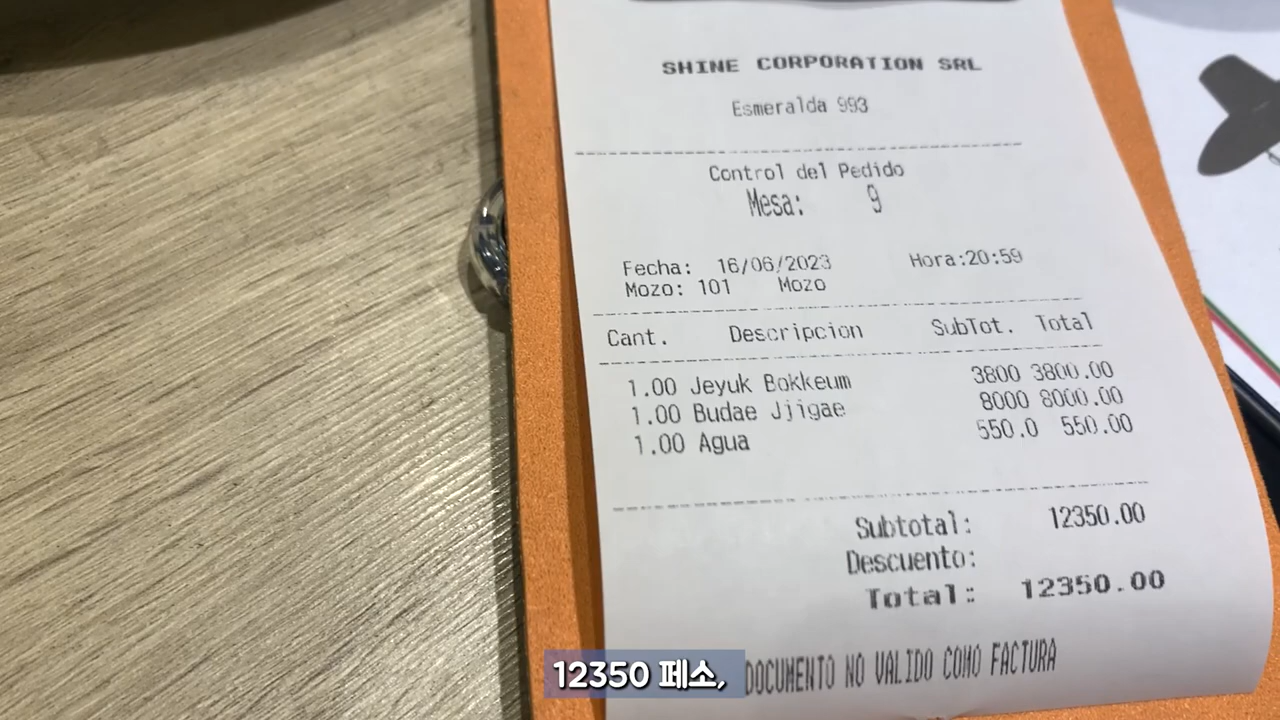 SHINE CORPORATION SRL
Esmeralda 993
Control del Pedido
Mesa: 9
Fecha: 16/06/2023 Hora:20:59
Mozo: 101 Mozo
Cant. Descripcion SubTot. Total
1.00 Jeyuk Bokkeum 3800 3800.00
1.00 Budae Jjigae 8000 8000.00
1.00 Agua 550.0 550.00
Subtotal: 12350.00
Descuento:
Total: 12350.00
DOCUMENTO NO VALIDO COMO FACTURA
12350 페소,